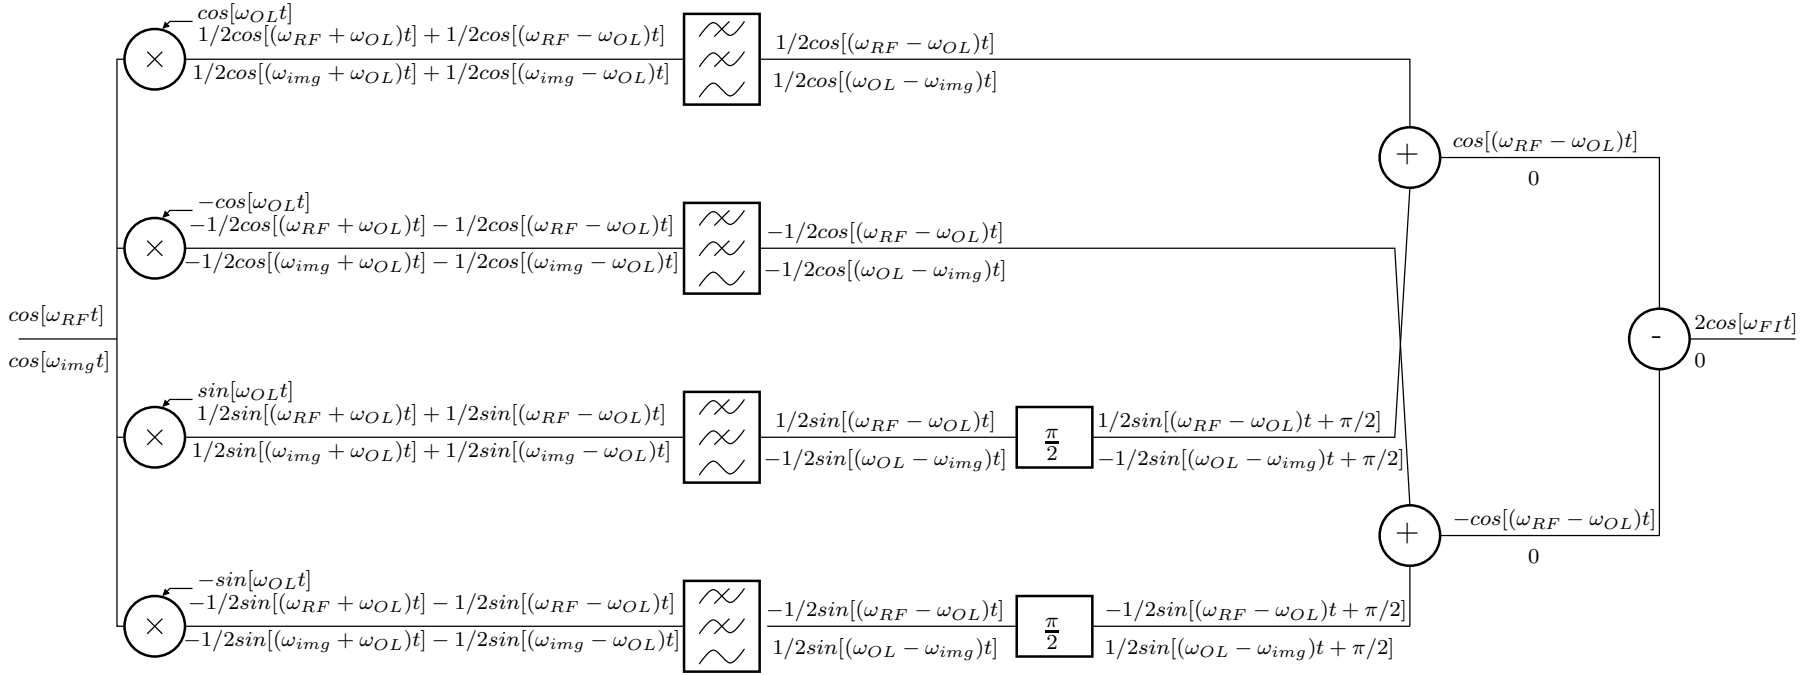 cos[ω_{OL}t]
1/2cos[(ω_{RF} + ω_{OL})t] + 1/2cos[(ω_{RF} − ω_{OL})t]
×
1/2cos[(ω_{img} + ω_{OL})t] + 1/2cos[(ω_{img} − ω_{OL})t]
1/2cos[(ω_{RF} − ω_{OL})t]
1/2cos[(ω_{OL} − ω_{img})t]
+
cos[(ω_{RF} − ω_{OL})t]
0
−cos[ω_{OL}t]
−1/2cos[(ω_{RF} + ω_{OL})t] − 1/2cos[(ω_{RF} − ω_{OL})t]
×
−1/2cos[(ω_{img} + ω_{OL})t] − 1/2cos[(ω_{img} − ω_{OL})t]
−1/2cos[(ω_{RF} − ω_{OL})t]
−1/2cos[(ω_{OL} − ω_{img})t]
cos[ω_{RF}t]
cos[ω_{img}t]
-
2cos[ω_{FI}t]
0
sin[ω_{OL}t]
1/2sin[(ω_{RF} + ω_{OL})t] + 1/2sin[(ω_{RF} − ω_{OL})t]
×
1/2sin[(ω_{img} + ω_{OL})t] + 1/2sin[(ω_{img} − ω_{OL})t]
1/2sin[(ω_{RF} − ω_{OL})t]
−1/2sin[(ω_{OL} − ω_{img})t]
π/2
1/2sin[(ω_{RF} − ω_{OL})t + π/2]
−1/2sin[(ω_{OL} − ω_{img})t + π/2]
+
−cos[(ω_{RF} − ω_{OL})t]
0
−sin[ω_{OL}t]
−1/2sin[(ω_{RF} + ω_{OL})t] − 1/2sin[(ω_{RF} − ω_{OL})t]
×
−1/2sin[(ω_{img} + ω_{OL})t] − 1/2sin[(ω_{img} − ω_{OL})t]
−1/2sin[(ω_{RF} − ω_{OL})t]
1/2sin[(ω_{OL} − ω_{img})t]
π/2
−1/2sin[(ω_{RF} − ω_{OL})t + π/2]
1/2sin[(ω_{OL} − ω_{img})t + π/2]